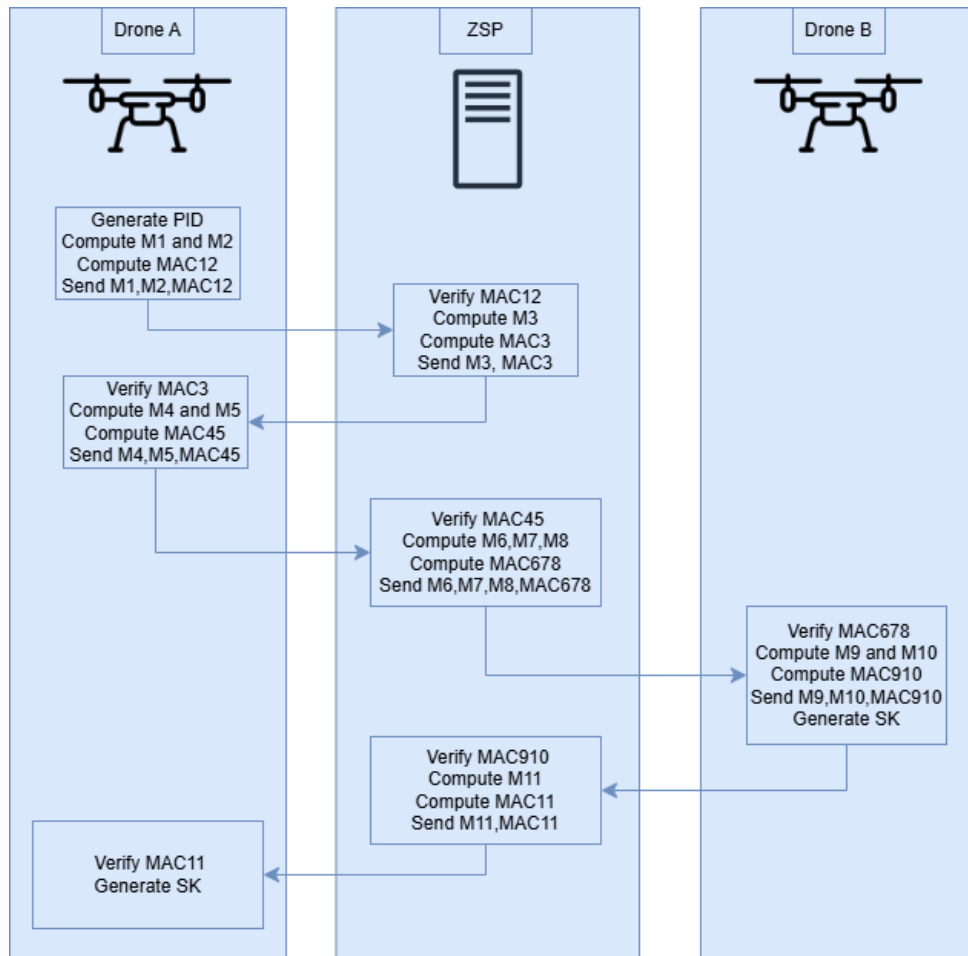 Drone A
ZSP
Drone B
Generate PID
Compute M1 and M2
Compute MAC12
Send M1,M2,MAC12
Verify MAC12
Compute M3
Compute MAC3
Send M3, MAC3
Verify MAC3
Compute M4 and M5
Compute MAC45
Send M4,M5,MAC45
Verify MAC45
Compute M6,M7,M8
Compute MAC678
Send M6,M7,M8,MAC678
Verify MAC678
Compute M9 and M10
Compute MAC910
Send M9,M10,MAC910
Generate SK
Verify MAC910
Compute M11
Compute MAC11
Send M11,MAC11
Verify MAC11
Generate SK